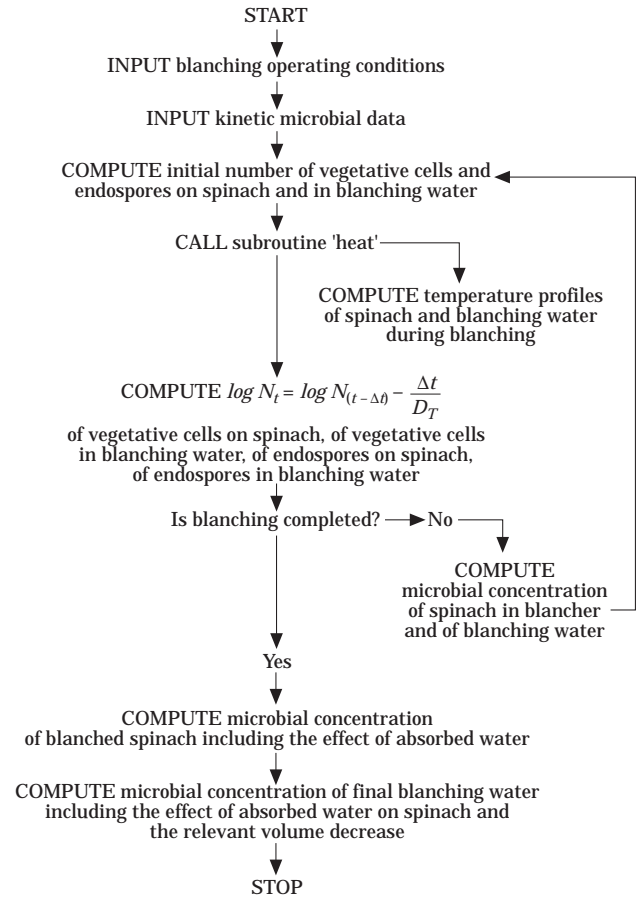 START
INPUT blanching operating conditions
INPUT kinetic microbial data
COMPUTE initial number of vegetative cells and
endospores on spinach and in blanching water
CALL subroutine 'heat'
COMPUTE temperature profiles
of spinach and blanching water
during blanching
COMPUTE log N_t = log N_(t – Δt) – Δt / D_T
of vegetative cells on spinach, of vegetative cells
in blanching water, of endospores on spinach,
of endospores in blanching water
Is blanching completed? No
COMPUTE
microbial concentration
of spinach in blancher
and of blanching water
Yes
COMPUTE microbial concentration
of blanched spinach including the effect of absorbed water
COMPUTE microbial concentration of final blanching water
including the effect of absorbed water on spinach and
the relevant volume decrease
STOP